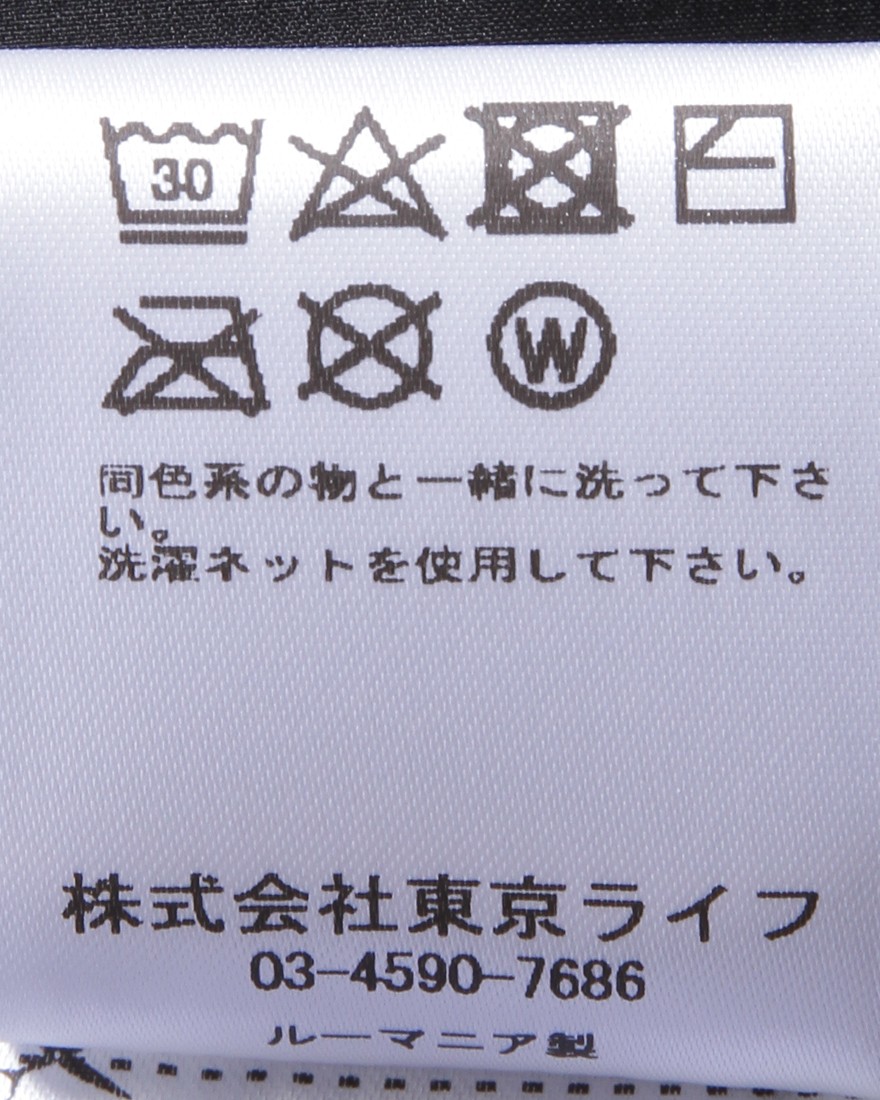 30
W
同色系の物と一緒に洗って下さ
い。
洗濯ネットを使用して下さい。
株式会社東京ライフ
03-4590-7686
ルーマニア製